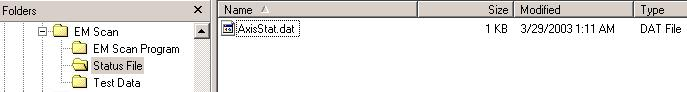 Folders
EM Scan
EM Scan Program
Status File
Test Data
Name Size Modified Type
AxisStat.dat 1 KB 3/29/2003 1:11 AM DAT File